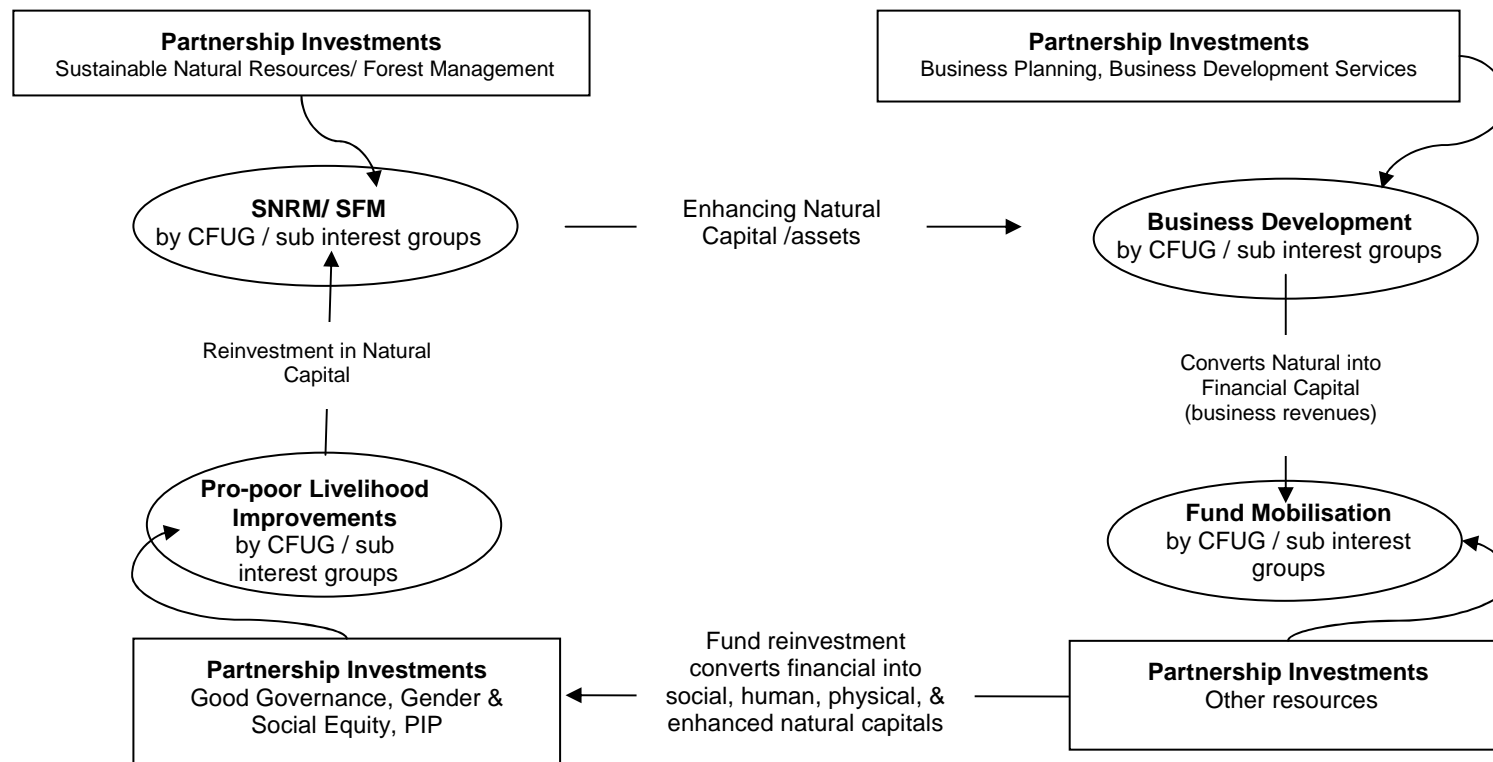 Partnership Investments
Sustainable Natural Resources/ Forest Management
Partnership Investments
Business Planning, Business Development Services
SNRM/ SFM
by CFUG / sub interest groups
Enhancing Natural
Capital /assets
Business Development
by CFUG / sub interest groups
Reinvestment in Natural
Capital
Converts Natural into
Financial Capital
(business revenues)
Pro-poor Livelihood
Improvements
by CFUG / sub
interest groups
Fund Mobilisation
by CFUG / sub interest
groups
Partnership Investments
Good Governance, Gender &
Social Equity, PIP
Fund reinvestment
converts financial into
social, human, physical, &
enhanced natural capitals
Partnership Investments
Other resources